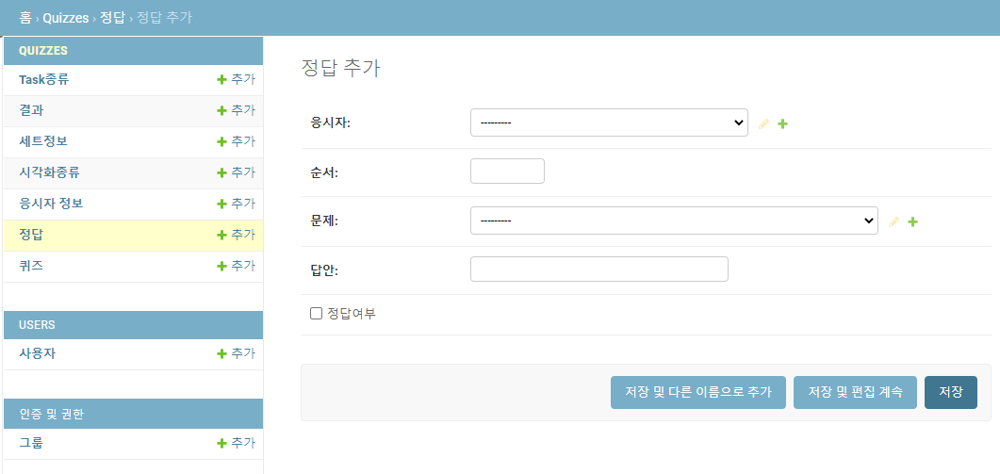 홈 › Quizzes › 정답 › 정답 추가
QUIZZES
Task종류 추가
결과 추가
세트정보 추가
시각화종류 추가
응시자 정보 추가
정답 추가
퀴즈 추가
USERS
사용자 추가
인증 및 권한
그룹 추가
정답 추가
응시자: ---------
순서:
문제: ---------
답안:
정답여부
저장 및 다른 이름으로 추가 저장 및 편집 계속 저장